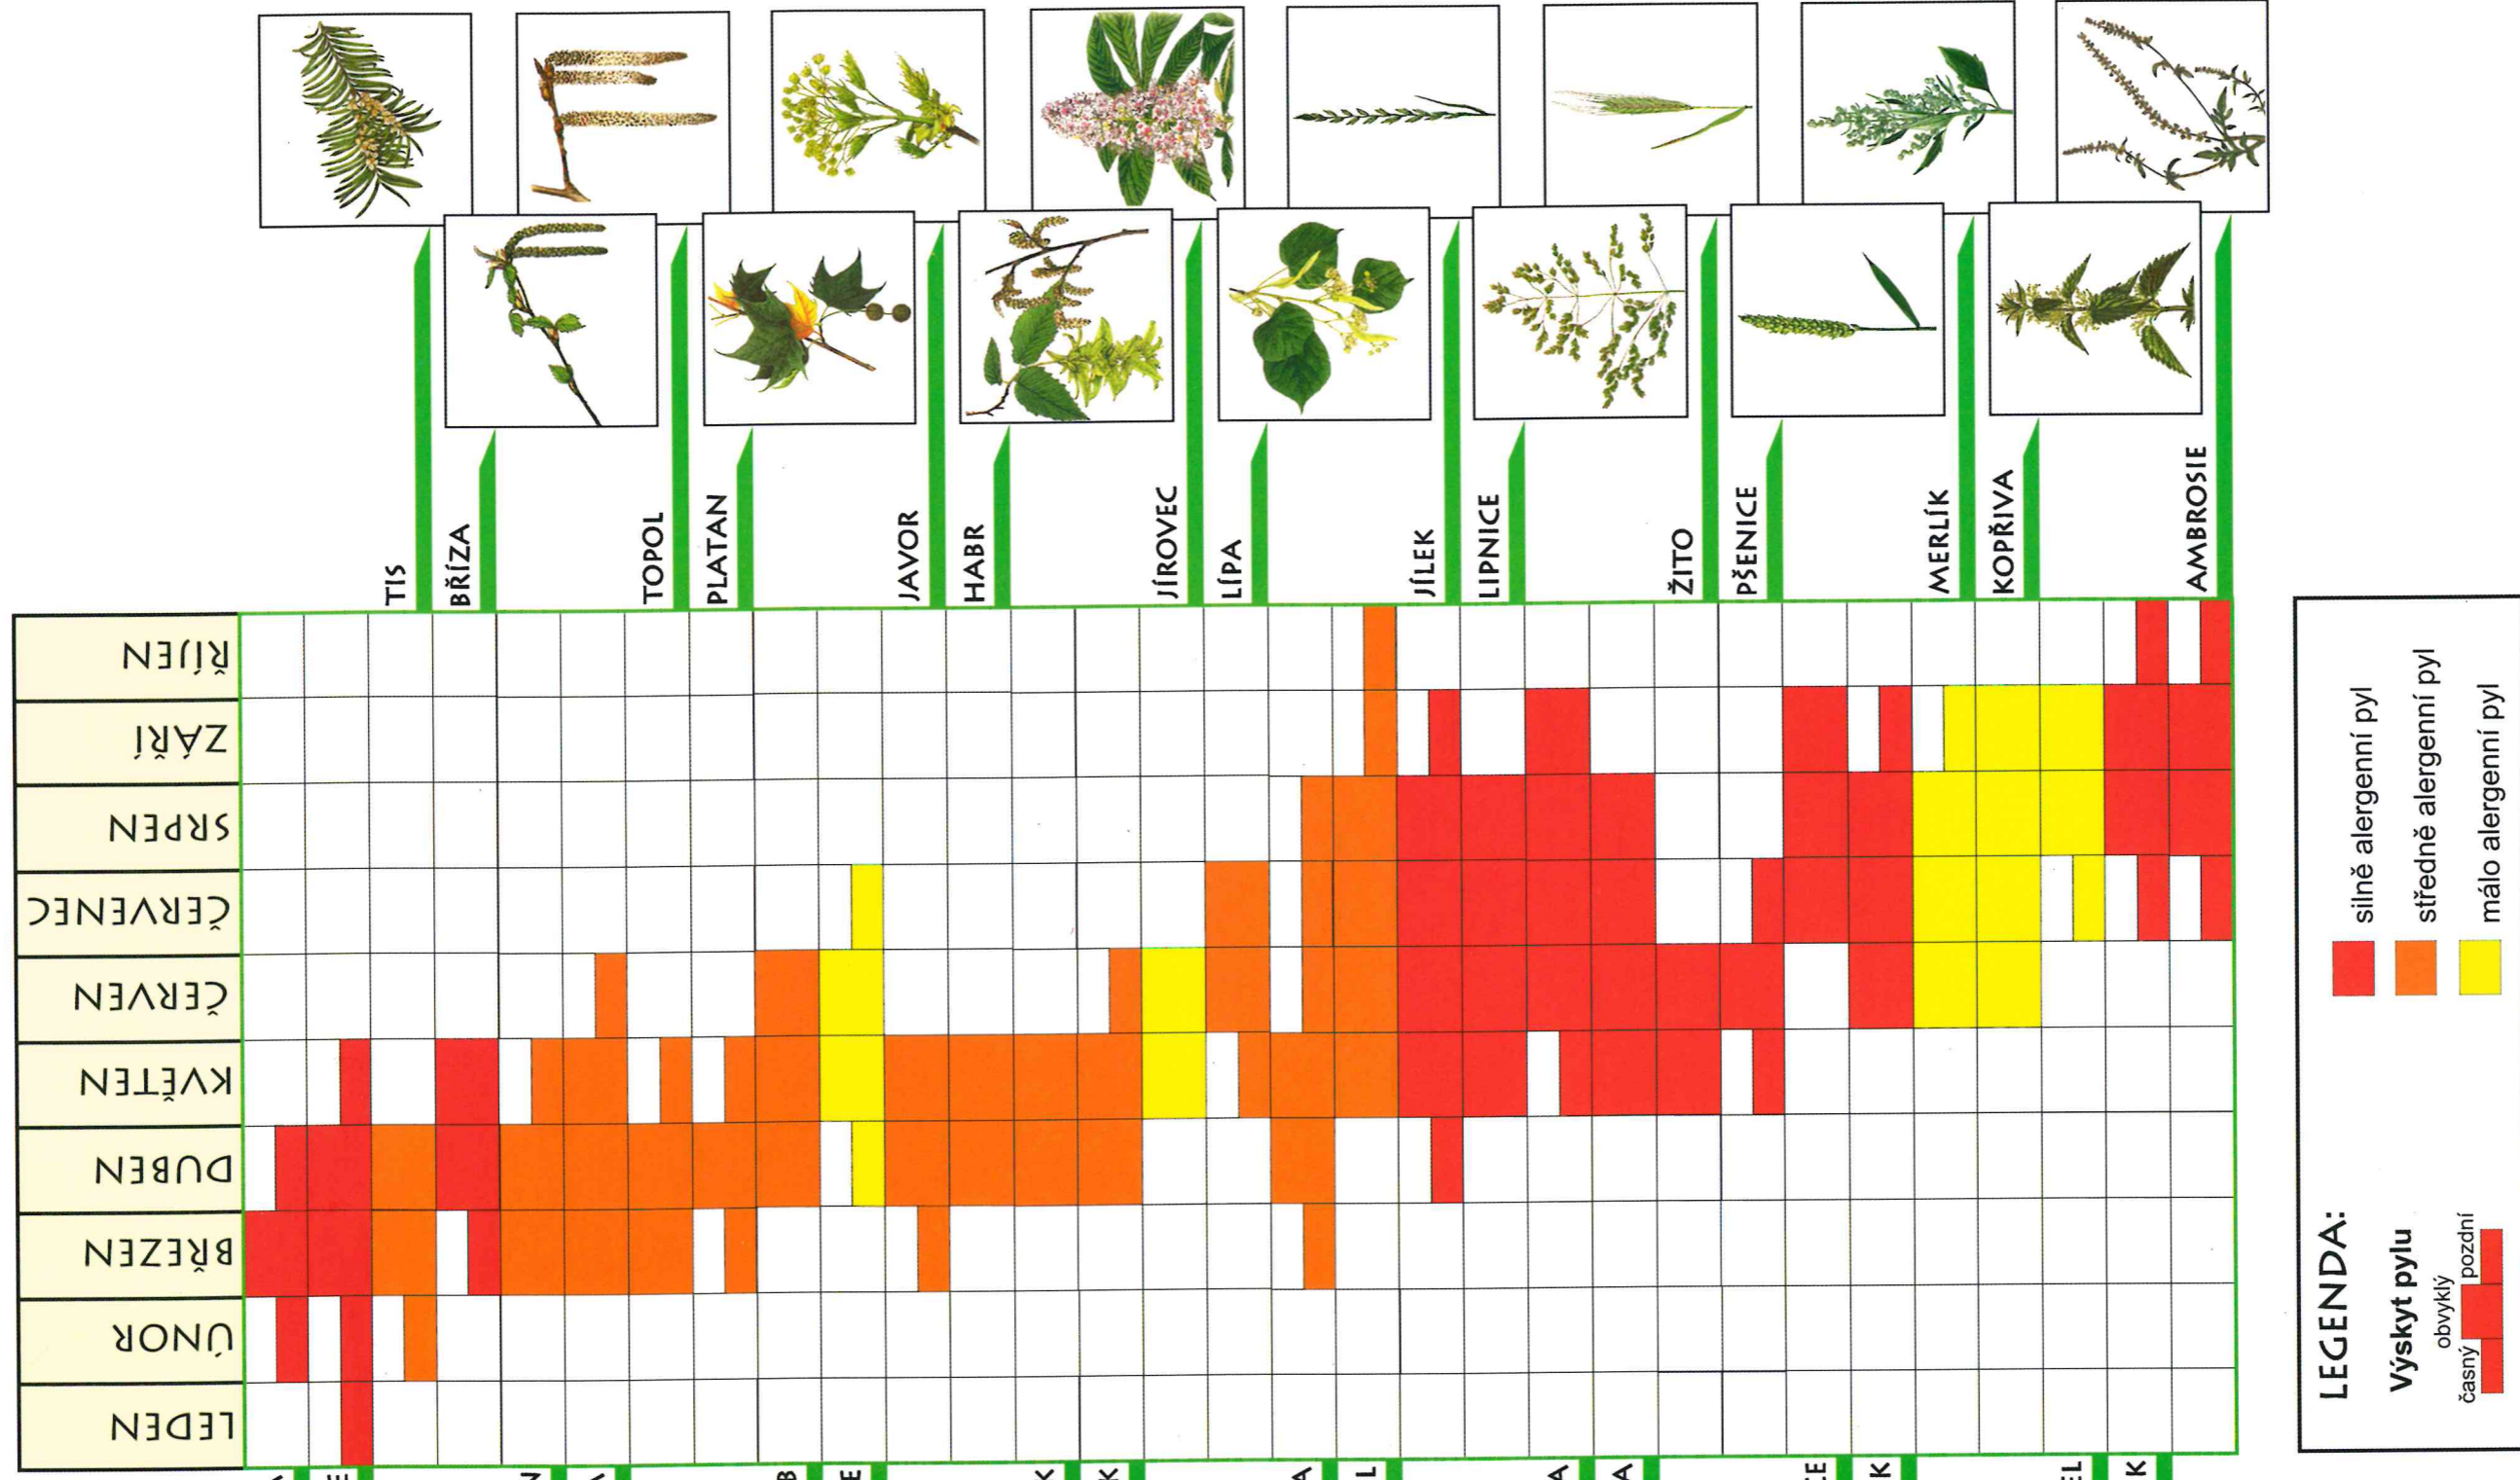 TIS
BŘÍZA
TOPOL
PLATAN
JAVOR
HABR
JÍROVEC
LÍPA
JÍLEK
LIPNICE
ŽITO
PŠENICE
MERLÍK
KOPŘIVA
AMBROSIE
ŘÍJEN
ZÁŘÍ
SRPEN
ČERVENEC
ČERVEN
KVĚTEN
DUBEN
BŘEZEN
ÚNOR
LEDEN
LEGENDA:
Výskyt pylu
obvyklý
časný pozdní
silně alergenní pyl
středně alergenní pyl
málo alergenní pyl